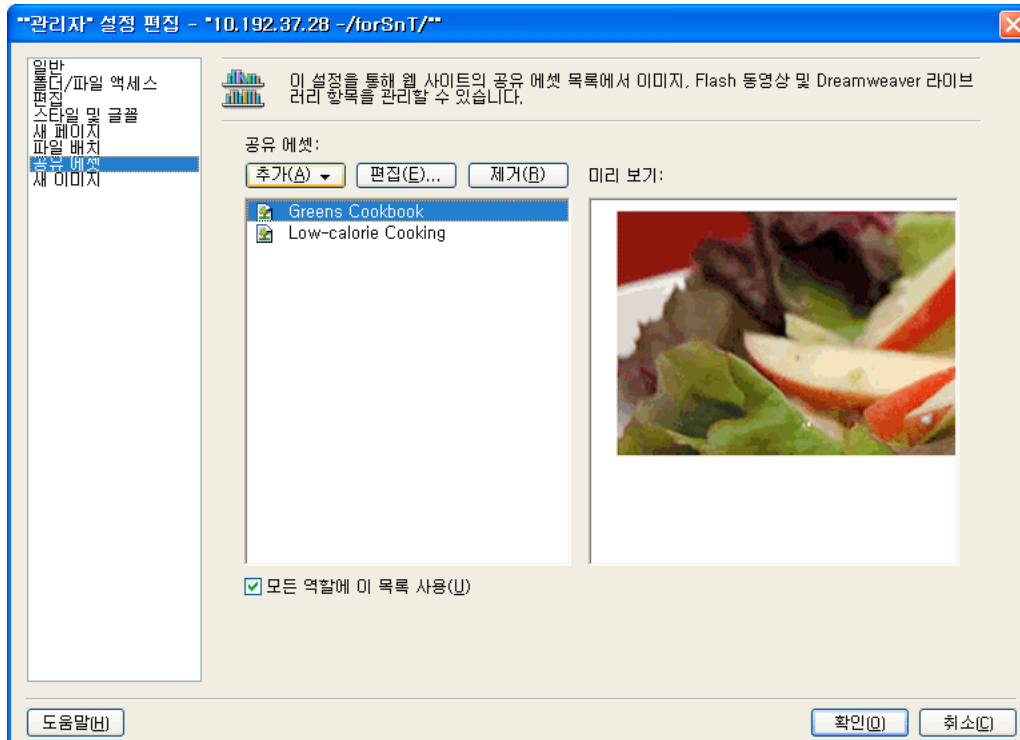 ""관리자" 설정 편집 - "10.192.37.28 -/forSnT/""
일반
폴더/파일 액세스
편집
스타일 및 글꼴
새 페이지
파일 배치
공유 에셋
새 이미지
이 설정을 통해 웹 사이트의 공유 에셋 목록에서 이미지, Flash 동영상 및 Dreamweaver 라이브
러리 항목을 관리할 수 있습니다.
공유 에셋:
추가(A) 편집(E)... 제거(R) 미리 보기:
Greens Cookbook
Low-calorie Cooking
모든 역할에 이 목록 사용(U)
도움말(H) 확인(O) 취소(C)